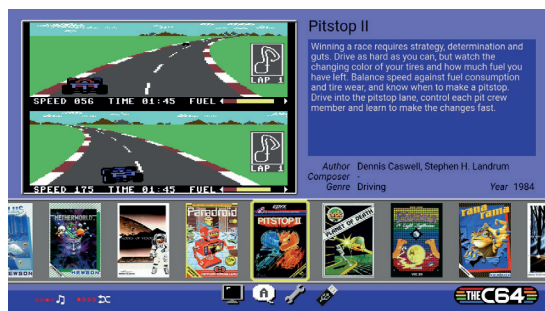 Pitstop II
Winning a race requires strategy, determination and
guts. Drive as hard as you can, but watch the
changing color of your tires and how much fuel you
have left. Balance speed against fuel consumption
and tire wear, and know when to make a pitstop.
Drive into the pitstop lane, control each pit crew
member and learn to make the changes fast.
LAP 1
SPEED 056 TIME 01:45 FUEL
LAP 1
SPEED 175 TIME 01:45 FUEL
Author Dennis Caswell, Stephen H. Landrum
Composer -
Genre Driving Year 1984
NETHERWORLD
HEWSON
Paradroid
EPYX
PITSTOP II
PLANET OF DEATH
rana
rama
HEWSON
THEC64